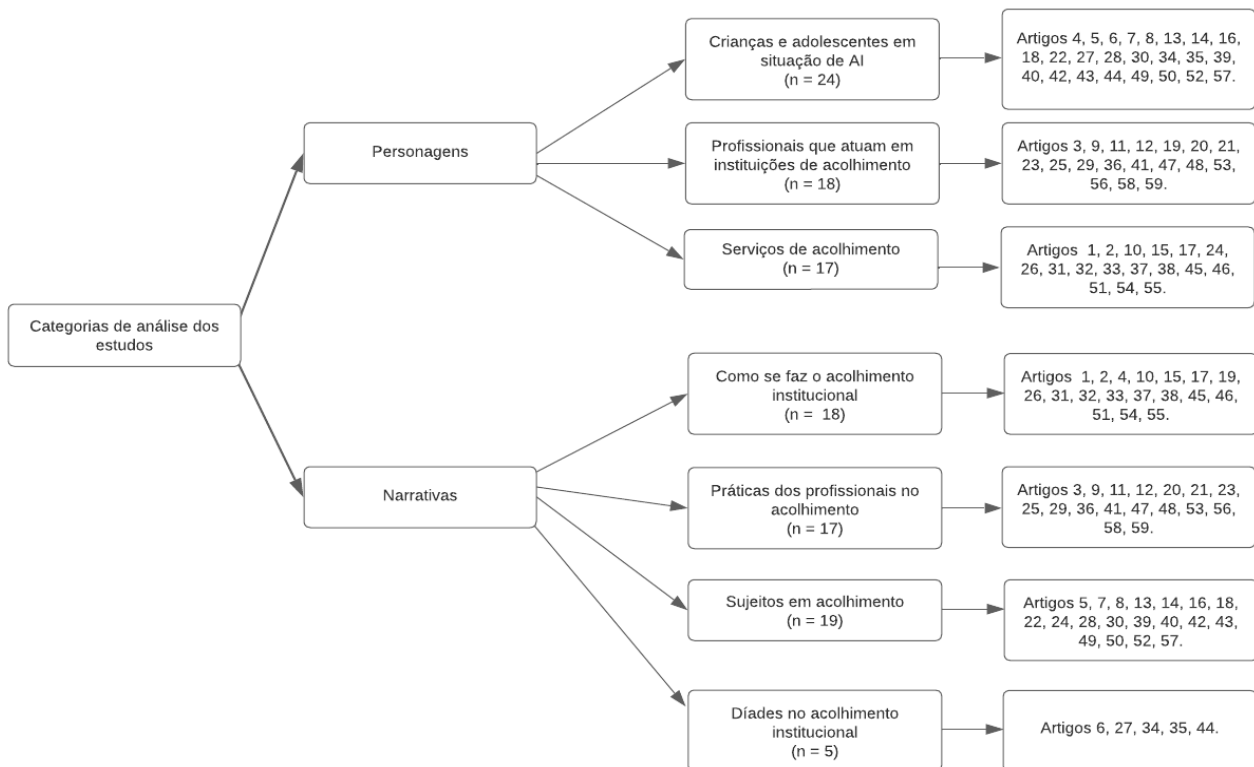 Categorias de análise dos
estudos
Personagens
Crianças e adolescentes em
situação de AI
(n = 24)
Artigos 4, 5, 6, 7, 8, 13, 14, 16,
18, 22, 27, 28, 30, 34, 35, 39,
40, 42, 43, 44, 49, 50, 52, 57.
Profissionais que atuam em
instituições de acolhimento
(n = 18)
Artigos 3, 9, 11, 12, 19, 20, 21,
23, 25, 29, 36, 41, 47, 48, 53,
56, 58, 59.
Serviços de acolhimento
(n = 17)
Artigos  1, 2, 10, 15, 17, 24,
26, 31, 32, 33, 37, 38, 45, 46,
51, 54, 55.
Narrativas
Como se faz o acolhimento
institucional
(n =  18)
Artigos  1, 2, 4, 10, 15, 17, 19,
26, 31, 32, 33, 37, 38, 45, 46,
51, 54, 55.
Práticas dos profissionais no
acolhimento
(n = 17)
Artigos 3, 9, 11, 12, 20, 21, 23,
25, 29, 36, 41, 47, 48, 53, 56,
58, 59.
Sujeitos em acolhimento
(n = 19)
Artigos 5, 7, 8, 13, 14, 16, 18,
22, 24, 28, 30, 39, 40, 42, 43,
49, 50, 52, 57.
Díades no acolhimento
institucional
(n = 5)
Artigos 6, 27, 34, 35, 44.